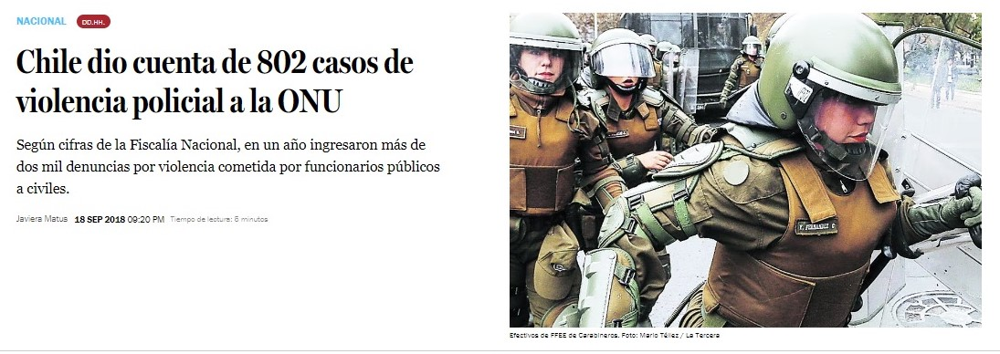 NACIONAL DD.HH.
Chile dio cuenta de 802 casos de
violencia policial a la ONU
Según cifras de la Fiscalía Nacional, en un año ingresaron más de
dos mil denuncias por violencia cometida por funcionarios públicos
a civiles.
Javiera Matus 18 SEP 2018 09:20 PM Tiempo de lectura: 6 minutos
Y. FERNANDEZ C.
Efectivos de FFEE de Carabineros. Foto: Mario Téllez / La Tercera